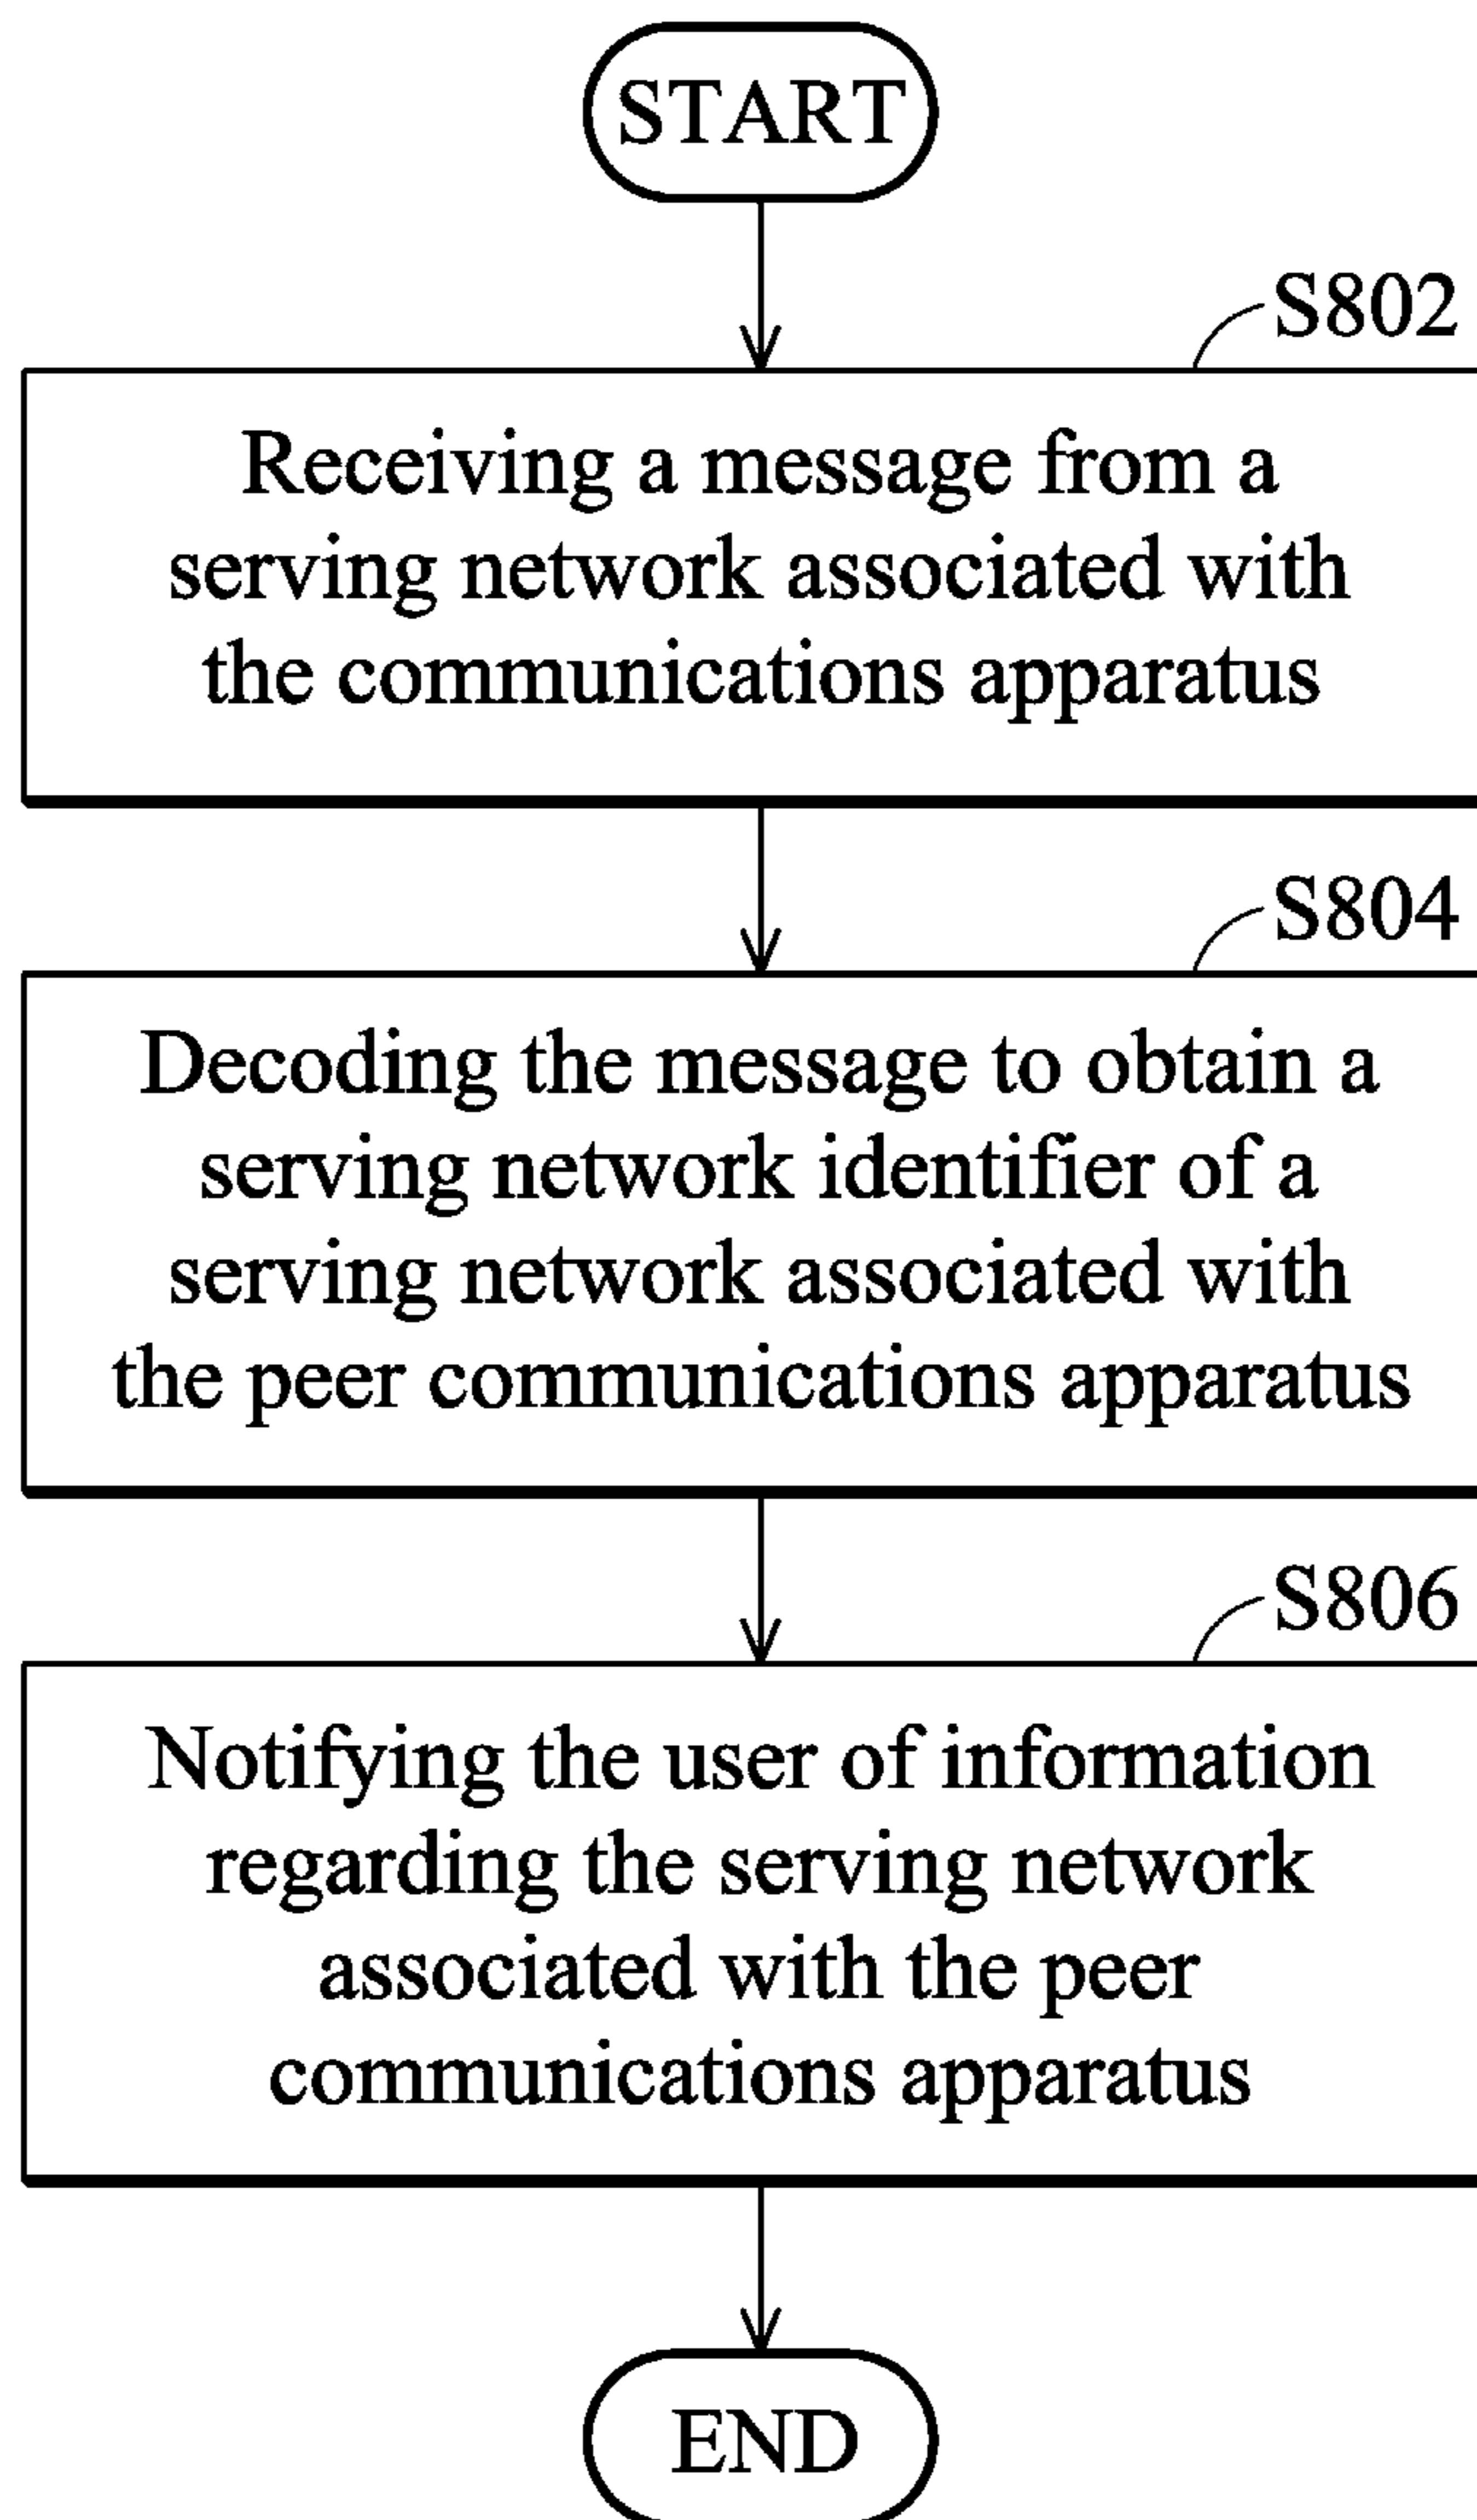 START
S802
Receiving a message from a
serving network associated with
the communications apparatus
S804
Decoding the message to obtain a
serving network identifier of a
serving network associated with
the peer communications apparatus
S806
Notifying the user of information
regarding the serving network
associated with the peer
communications apparatus
END